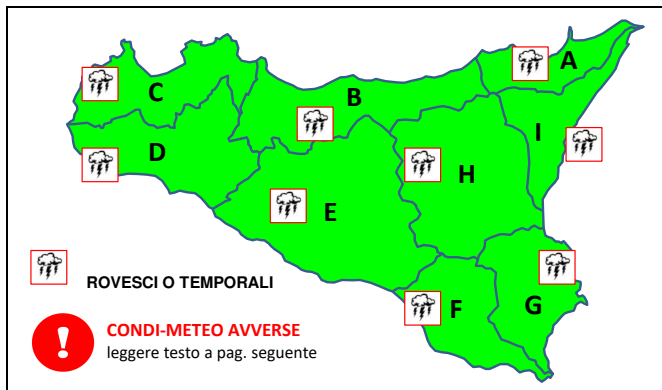 A
C
B
I
D
H
E
F
G
ROVESCI O TEMPORALI
CONDI-METEO AVVERSE
leggere testo a pag. seguente
!